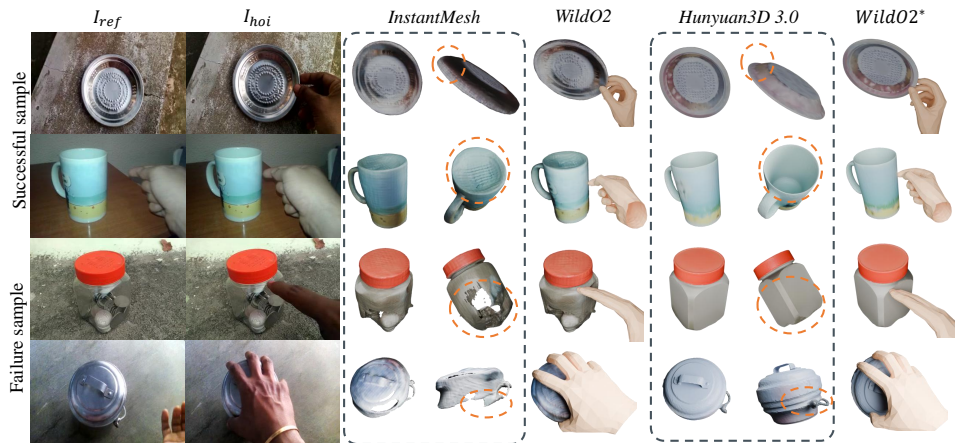 I_ref I_hoi InstantMesh WildO2 Hunyuan3D 3.0 WildO2*
Successful sample
Failure sample